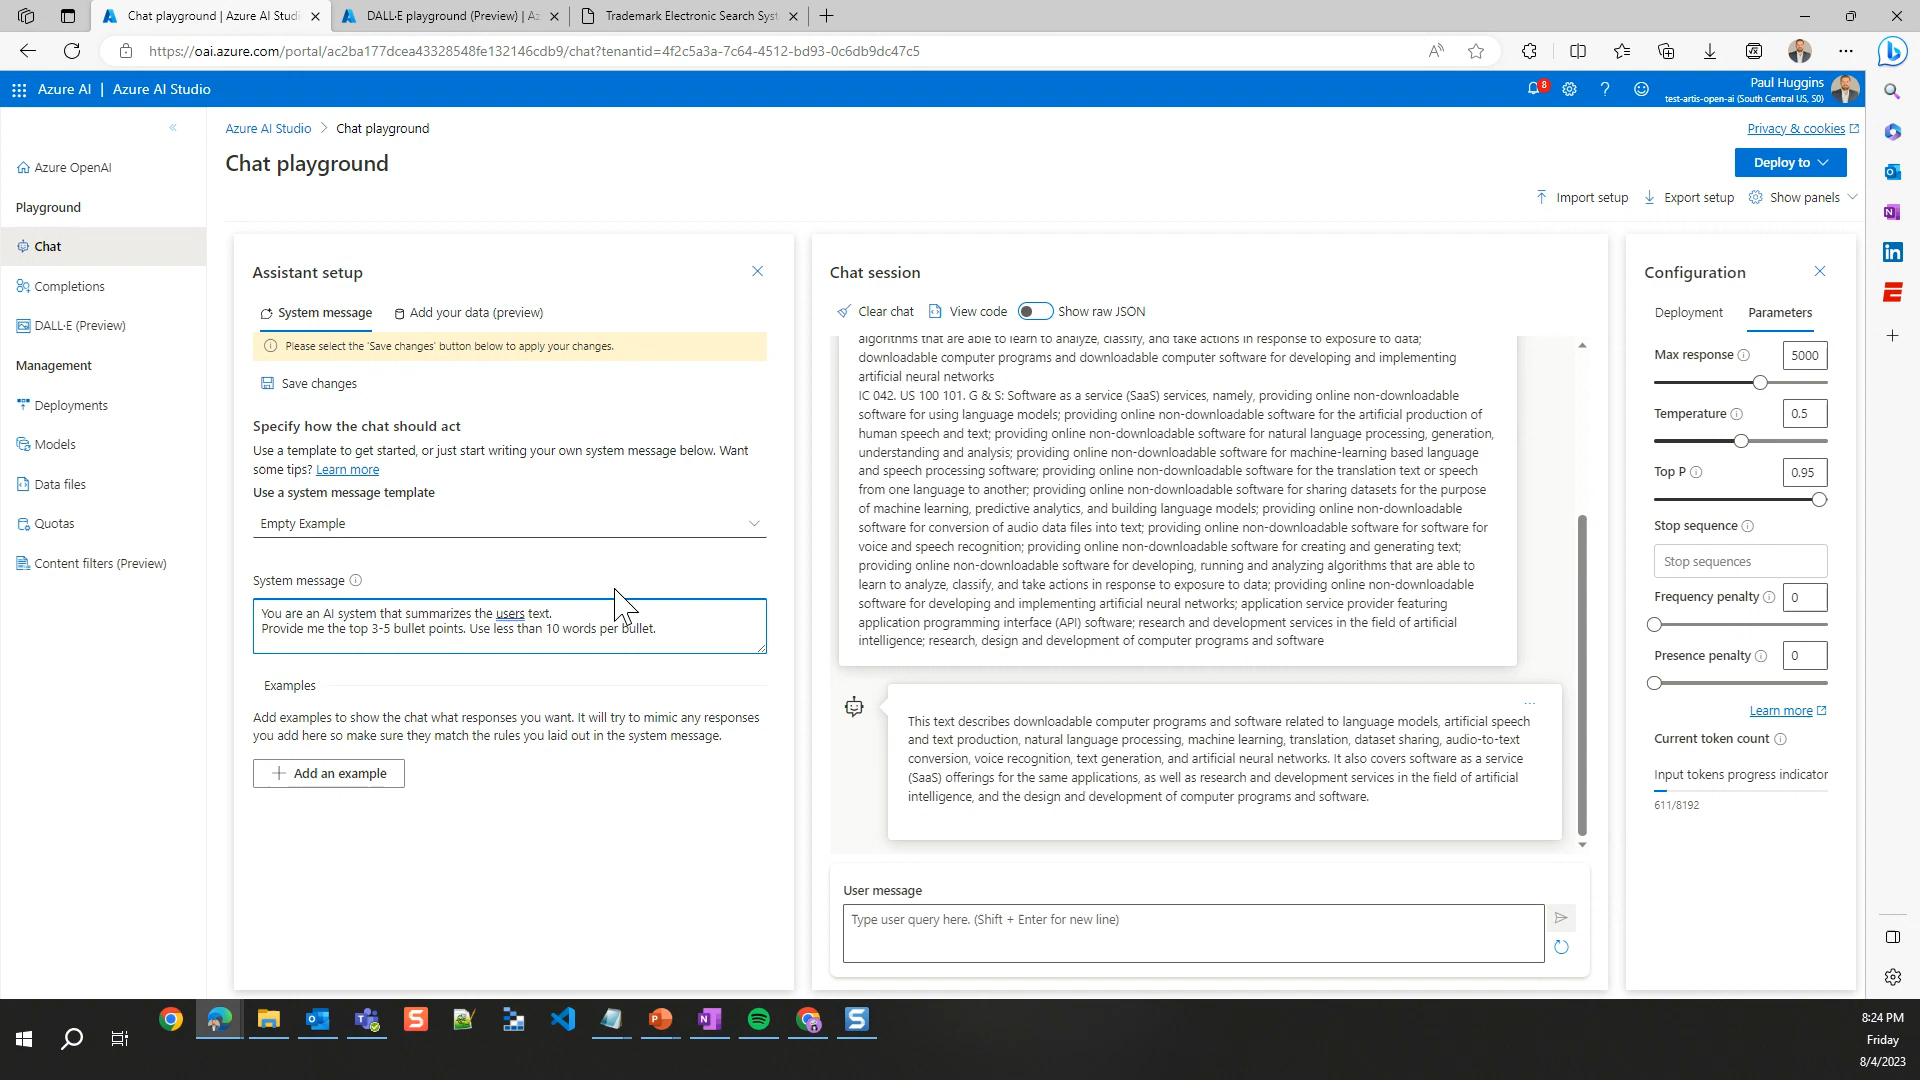 Chat playground | Azure AI Studi
DALL·E playground (Preview) | Az
Trademark Electronic Search Syst
https://oai.azure.com/portal/ac2ba177dcea43328548fe132146cdb9/chat?tenantid=4f2c5a3a-7c64-4512-bd93-0c6db9dc47c5
Azure AI | Azure AI Studio
8
Paul Huggins
test-artis-open-ai (South Central US, S0)
Azure AI Studio > Chat playground
Privacy & cookies
Chat playground
Deploy to
Import setup
Export setup
Show panels
Azure OpenAI
Playground
Chat
Completions
DALL·E (Preview)
Management
Deployments
Models
Data files
Quotas
Content filters (Preview)
Assistant setup
System message
Add your data (preview)
Please select the 'Save changes' button below to apply your changes.
Save changes
Specify how the chat should act
Use a template to get started, or just start writing your own system message below. Want
some tips? Learn more
Use a system message template
Empty Example
System message
You are an AI system that summarizes the users text.
Provide me the top 3-5 bullet points. Use less than 10 words per bullet.
Examples
Add examples to show the chat what responses you want. It will try to mimic any responses
you add here so make sure they match the rules you laid out in the system message.
Add an example
Chat session
Clear chat
View code
Show raw JSON
algorithms that are able to learn to analyze, classify, and take actions in response to exposure to data;
downloadable computer programs and downloadable computer software for developing and implementing
artificial neural networks
IC 042. US 100 101. G & S: Software as a service (SaaS) services, namely, providing online non-downloadable
software for using language models; providing online non-downloadable software for the artificial production of
human speech and text; providing online non-downloadable software for natural language processing, generation,
understanding and analysis; providing online non-downloadable software for machine-learning based language
and speech processing software; providing online non-downloadable software for the translation text or speech
from one language to another; providing online non-downloadable software for sharing datasets for the purpose
of machine learning, predictive analytics, and building language models; providing online non-downloadable
software for conversion of audio data files into text; providing online non-downloadable software for software for
voice and speech recognition; providing online non-downloadable software for creating and generating text;
providing online non-downloadable software for developing, running and analyzing algorithms that are able to
learn to analyze, classify, and take actions in response to exposure to data; providing online non-downloadable
software for developing and implementing artificial neural networks; application service provider featuring
application programming interface (API) software; research and development services in the field of artificial
intelligence; research, design and development of computer programs and software
This text describes downloadable computer programs and software related to language models, artificial speech
and text production, natural language processing, machine learning, translation, dataset sharing, audio-to-text
conversion, voice recognition, text generation, and artificial neural networks. It also covers software as a service
(SaaS) offerings for the same applications, as well as research and development services in the field of artificial
intelligence, and the design and development of computer programs and software.
User message
Type user query here. (Shift + Enter for new line)
Configuration
Deployment
Parameters
Max response
5000
Temperature
0.5
Top P
0.95
Stop sequence
Stop sequences
Frequency penalty
0
Presence penalty
0
Learn more
Current token count
Input tokens progress indicator
611/8192
8:24 PM
Friday
8/4/2023